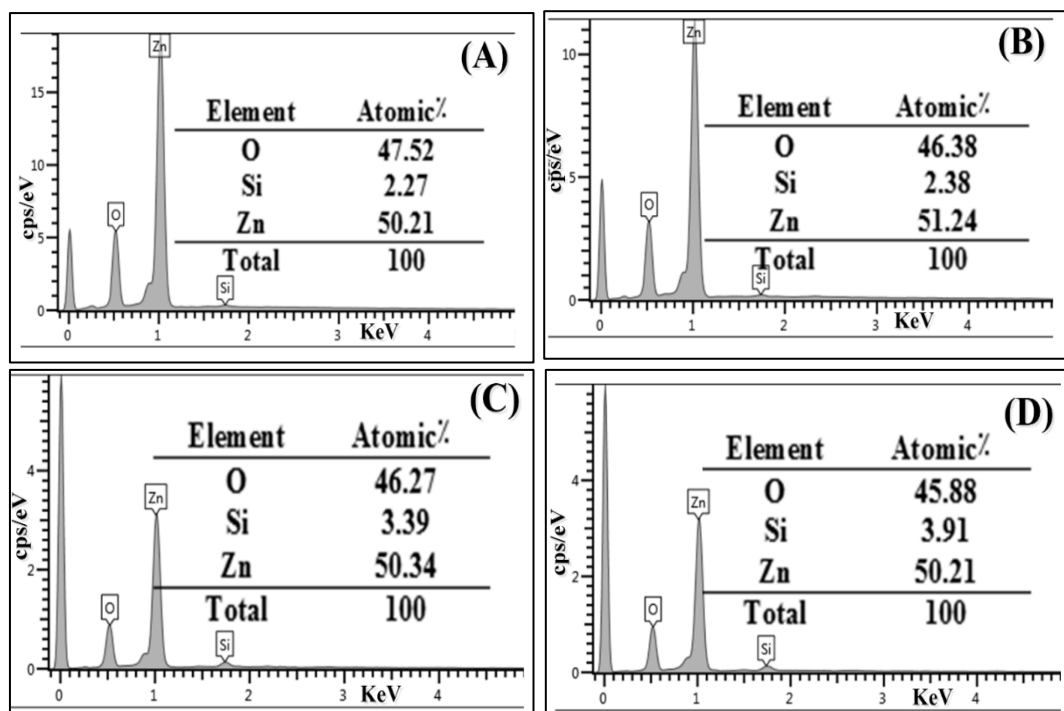 (A)
Zn
15
10
5
0
cps/eV
O
Si
Element Atomic%
O 47.52
Si 2.27
Zn 50.21
Total 100
0 1 2 3 4
KeV
(B)
Zn
10
5
0
cps/eV
O
Si
Element Atomic%
O 46.38
Si 2.38
Zn 51.24
Total 100
0 1 2 3 4
KeV
(C)
4
2
0
cps/eV
Zn
O
Si
Element Atomic%
O 46.27
Si 3.39
Zn 50.34
Total 100
0 1 2 3 4
KeV
(D)
4
2
0
cps/eV
Zn
O
Si
Element Atomic%
O 45.88
Si 3.91
Zn 50.21
Total 100
0 1 2 3 4
KeV